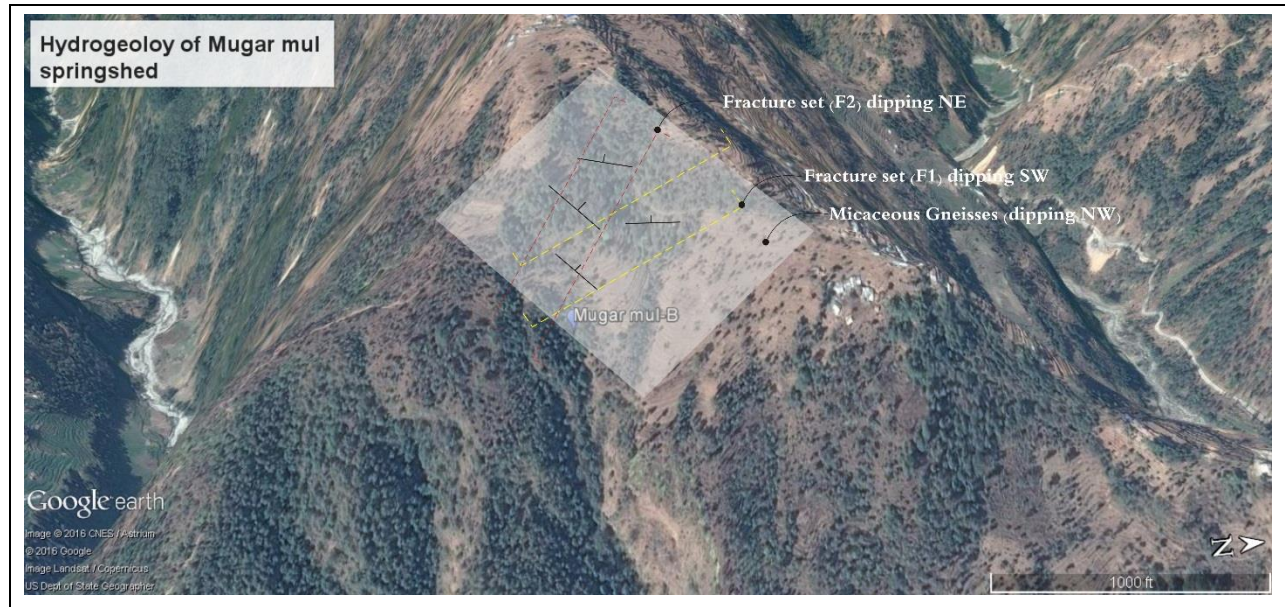 Hydrogeoloy of Mugar mul
springshed
Fracture set (F2) dipping NE
Fracture set (F1) dipping SW
Micaceous Gneisses (dipping NW)
Mugar mul-B
Google earth
Image © 2016 CNES / Astrium
© 2016 Google
Image Landsat / Copernicus
US Dept of State Geographer
N
1000 ft